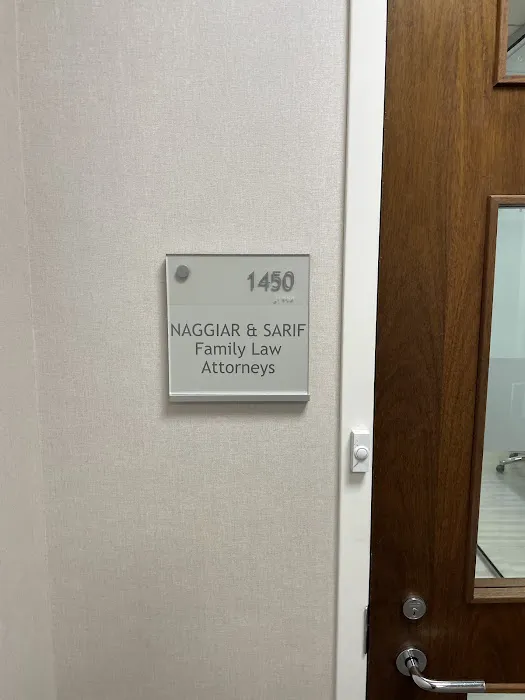 1450
NAGGIAR & SARIF
Family Law
Attorneys